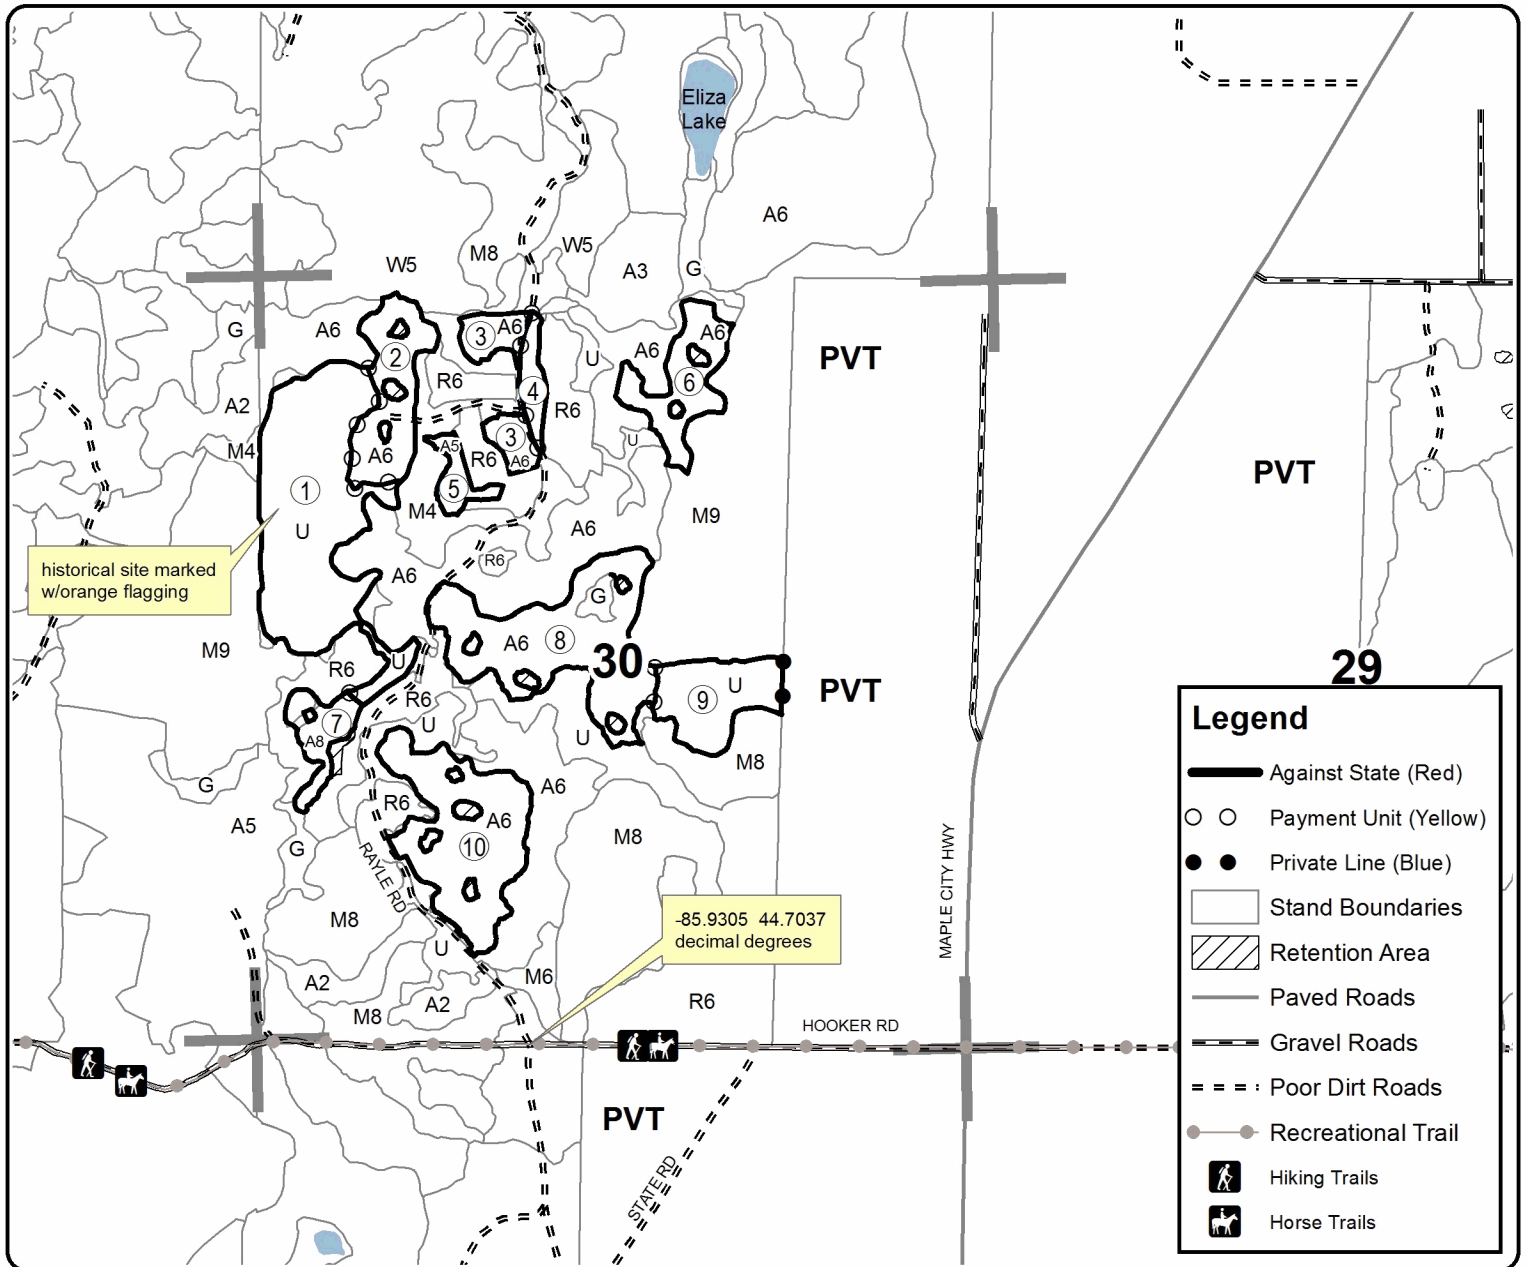 Eliza
Lake
A6
W5
M8
W5
A3
G
G
A6
3
A6
A6
A6
U
2
PVT
R6
4
6
A2
R6
M4
A5
3
U
A6
R6
A6
PVT
1
5
M4
M9
U
A6
R6
historical site marked
w/orange flagging
A6
G
M9
A6
8
30
PVT
29
R6
U
U
9
R6
7
U
A8
U
M8
G
A6
R6
A5
A6
M8
G
10
RAYLE RD
MAPLE CITY HWY
M8
-85.9305 44.7037
decimal degrees
U
M6
A2
A2
R6
M8
HOOKER RD
PVT
STATE RD
Legend
Against State (Red)
Payment Unit (Yellow)
Private Line (Blue)
Stand Boundaries
Retention Area
Paved Roads
Gravel Roads
Poor Dirt Roads
Recreational Trail
Hiking Trails
Horse Trails